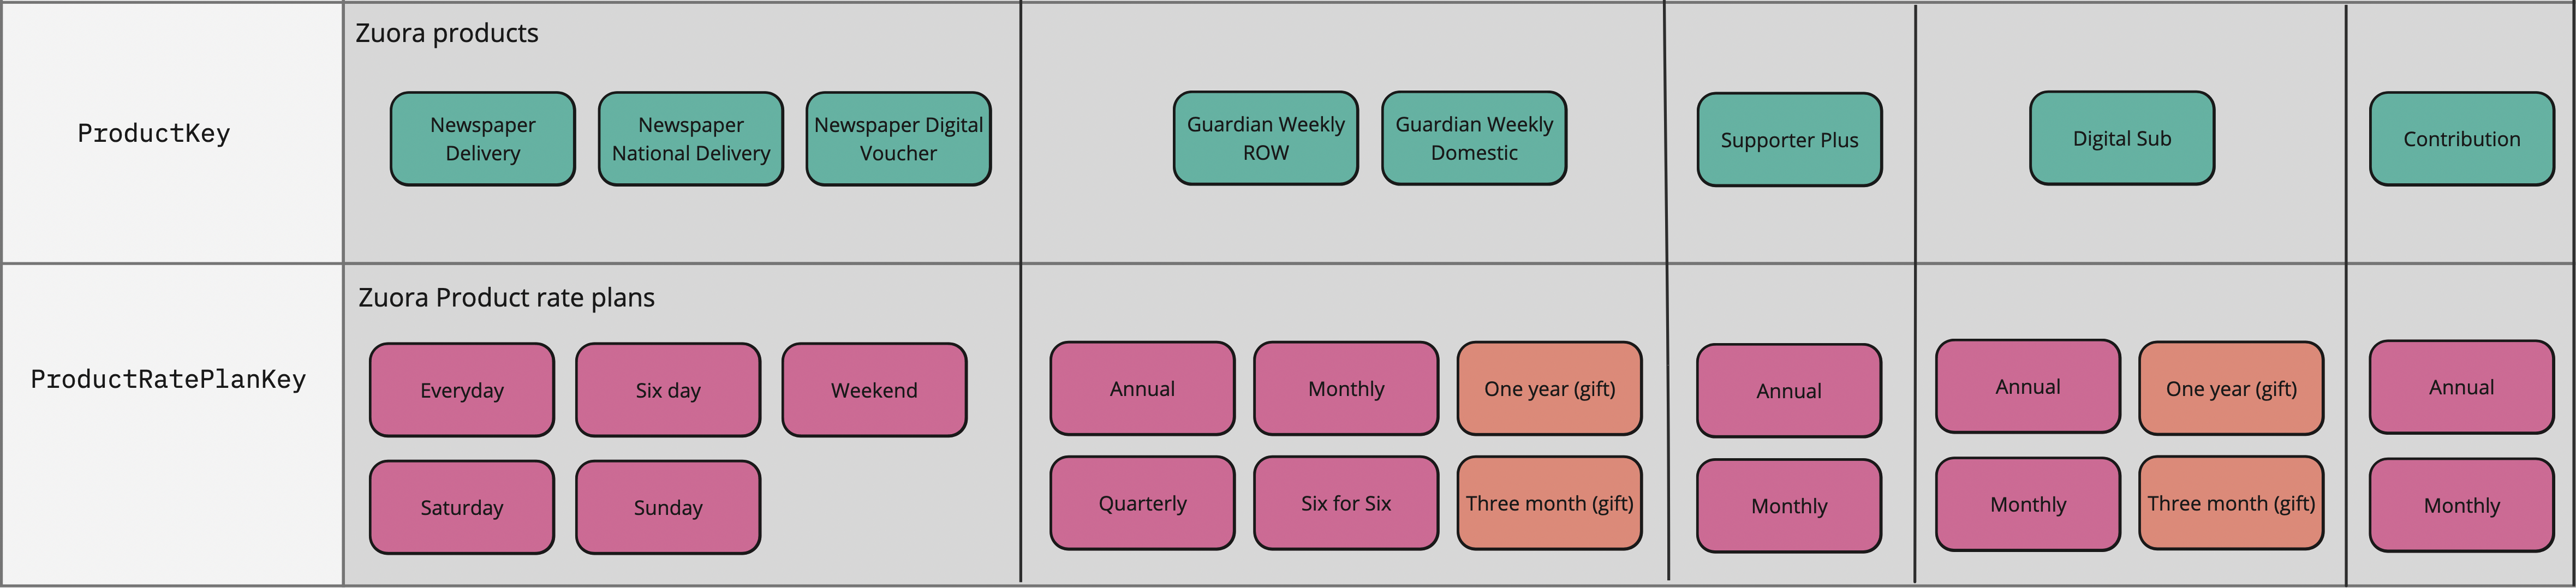 Zuora products
ProductKey
Newspaper
Delivery
Newspaper
National Delivery
Newspaper Digital
Voucher
Guardian Weekly
ROW
Guardian Weekly
Domestic
Supporter Plus
Digital Sub
Contribution
Zuora Product rate plans
ProductRatePlanKey
Everyday
Six day
Weekend
Saturday
Sunday
Annual
Monthly
One year (gift)
Quarterly
Six for Six
Three month (gift)
Annual
Monthly
Annual
One year (gift)
Monthly
Three month (gift)
Annual
Monthly